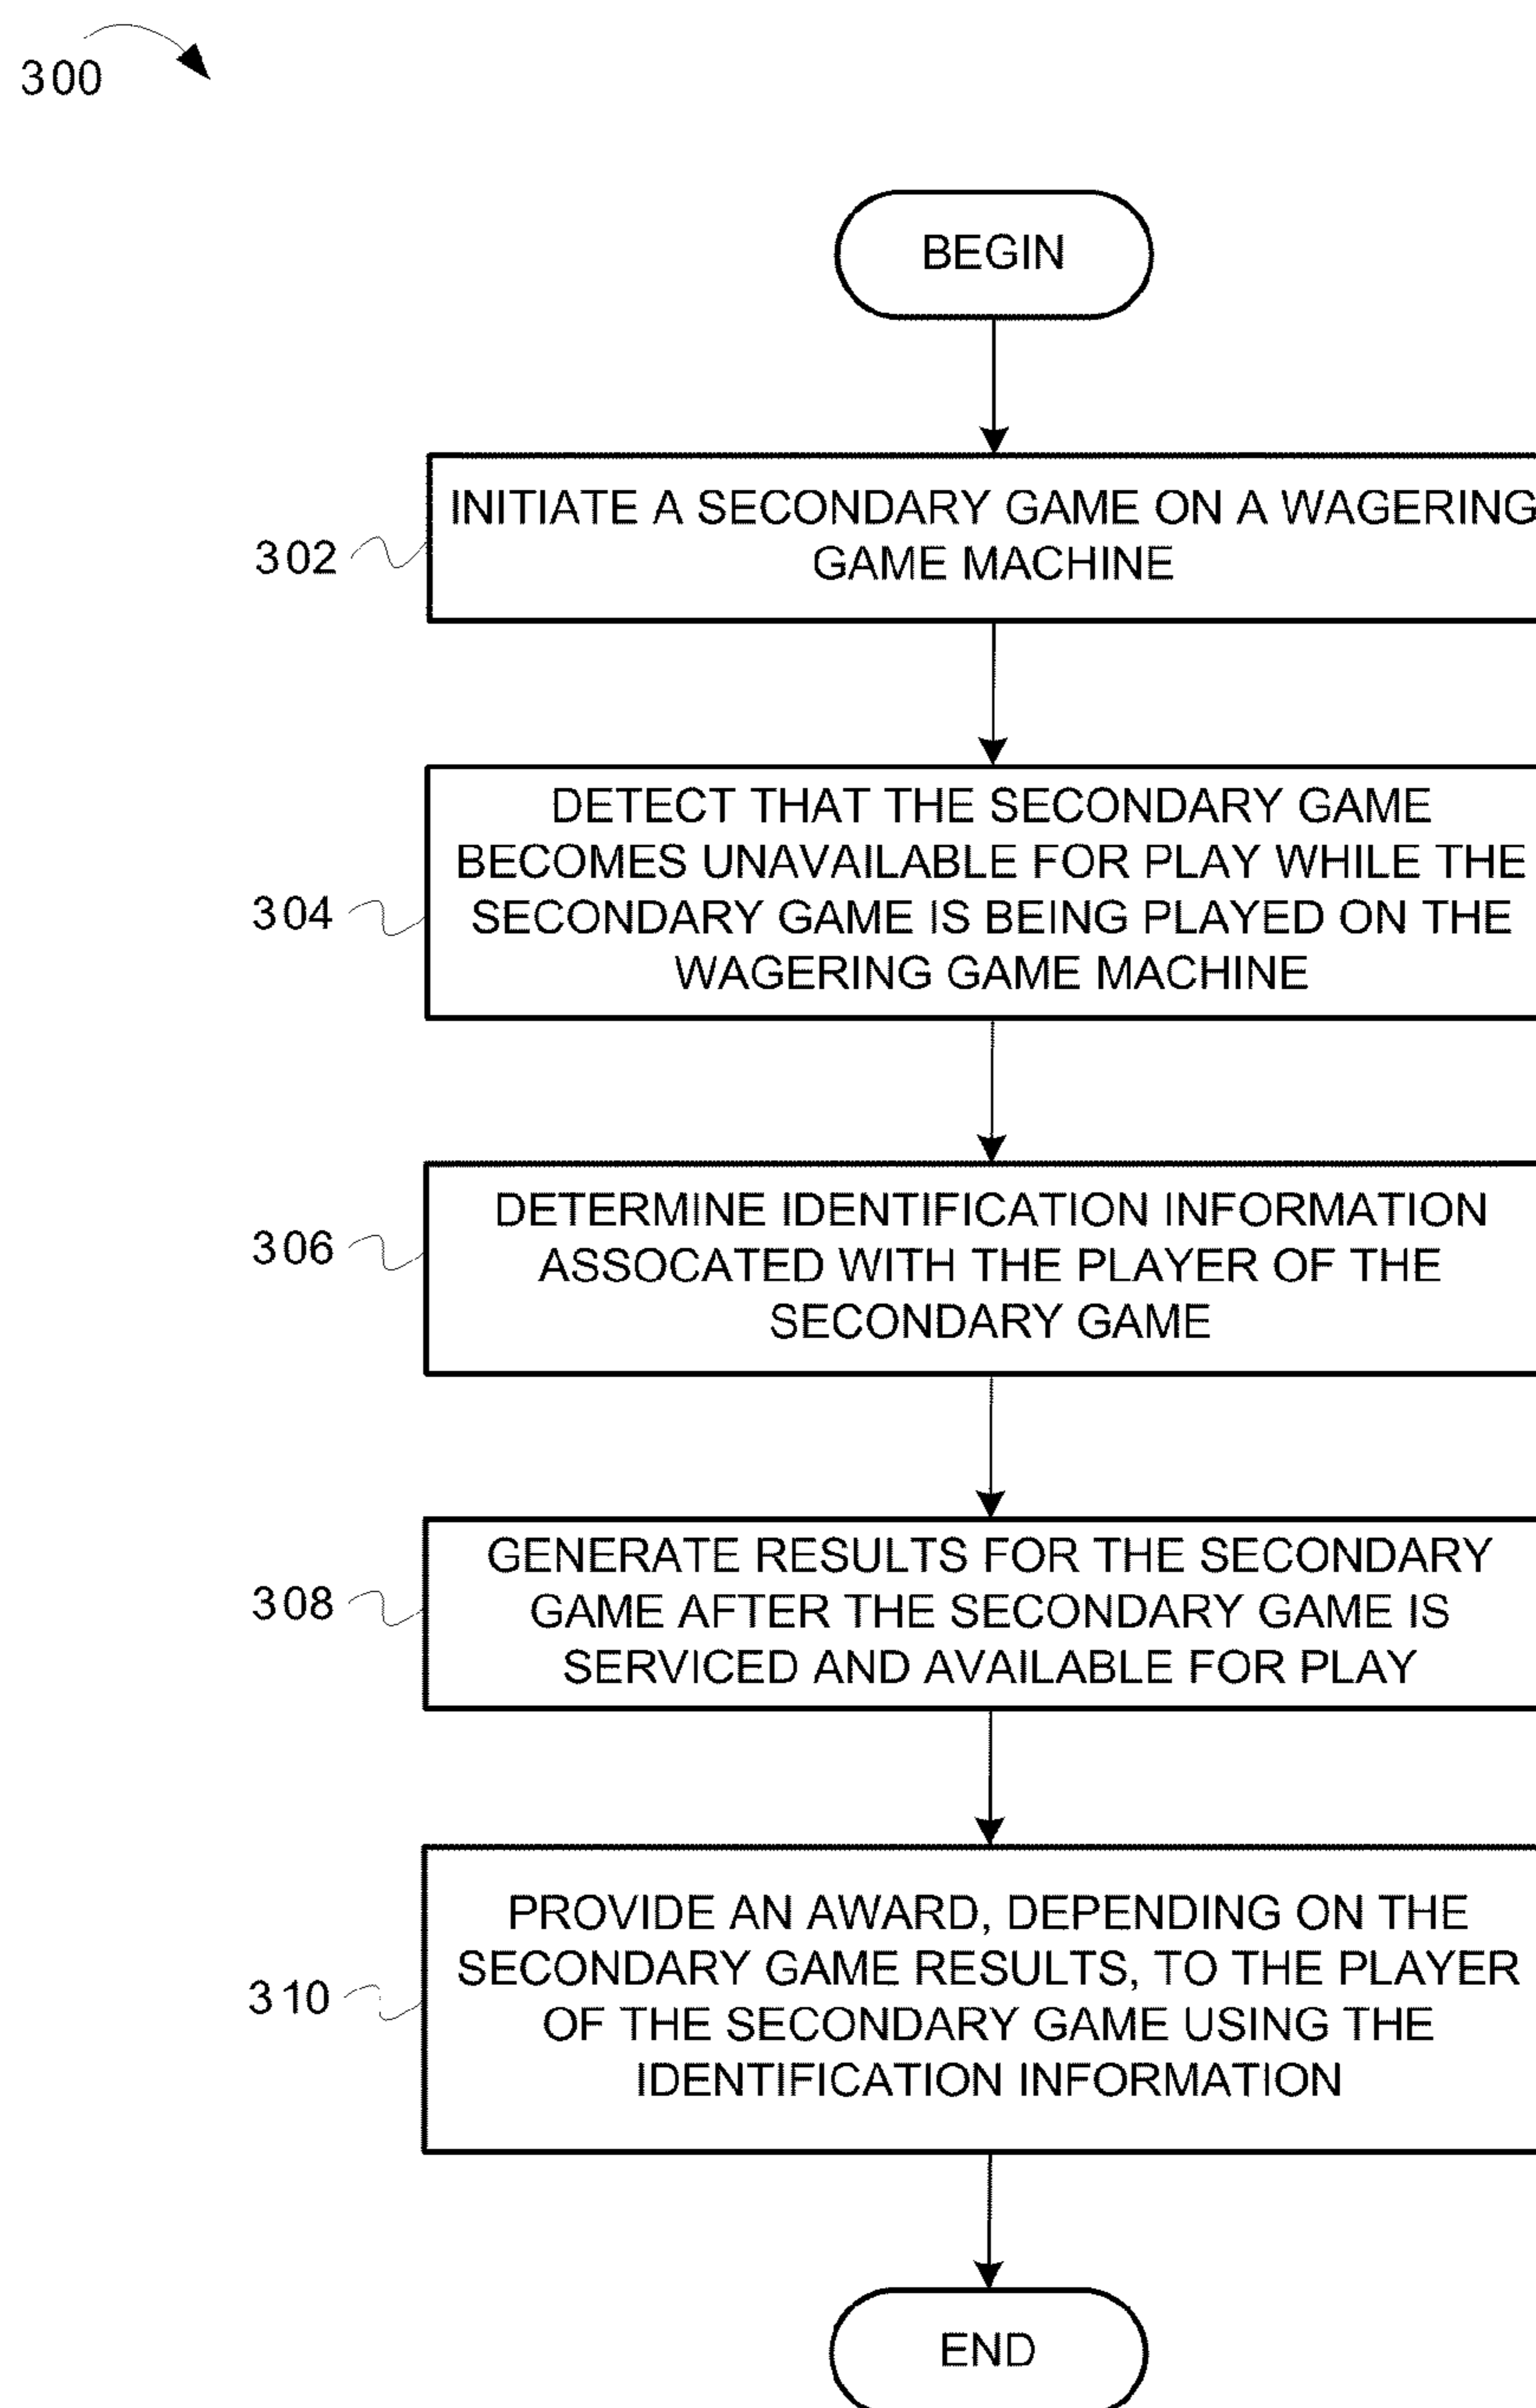 300
BEGIN
INITIATE A SECONDARY GAME ON A WAGERING
GAME MACHINE
302
DETECT THAT THE SECONDARY GAME
BECOMES UNAVAILABLE FOR PLAY WHILE THE
SECONDARY GAME IS BEING PLAYED ON THE
WAGERING GAME MACHINE
304
DETERMINE IDENTIFICATION INFORMATION
ASSOCATED WITH THE PLAYER OF THE
SECONDARY GAME
306
GENERATE RESULTS FOR THE SECONDARY
GAME AFTER THE SECONDARY GAME IS
SERVICED AND AVAILABLE FOR PLAY
308
PROVIDE AN AWARD, DEPENDING ON THE
SECONDARY GAME RESULTS, TO THE PLAYER
OF THE SECONDARY GAME USING THE
IDENTIFICATION INFORMATION
310
END